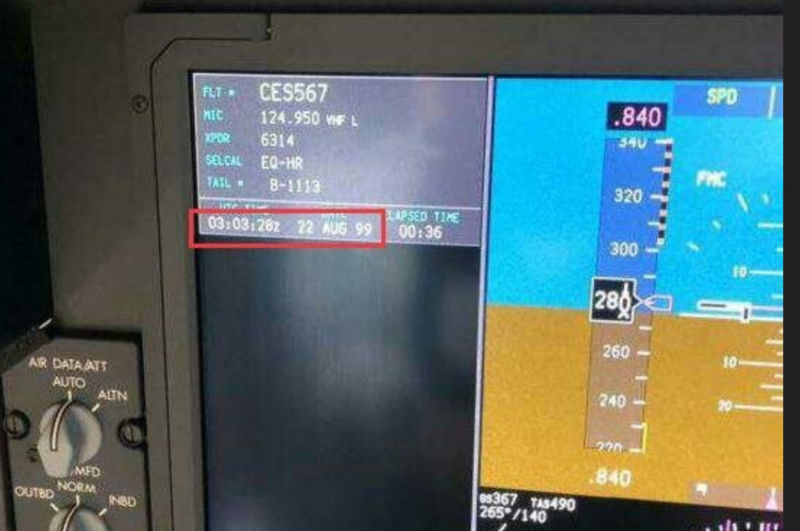 FLT # CES567
MIC 124.950 VHF L
XPDR 6314
SELCAL EQ-HR
TAIL # B-1113
UTC TIME DATE ELAPSED TIME
03:03:28z 22 AUG 99 00:36
.840
SPD
340
320
FMC
300
10
280
260
10
240
20
220
.840
GS367 TAS490
265°/140
AIR DATA/ATT
AUTO
ALTN
MFD
NORM
OUTBD
INBD